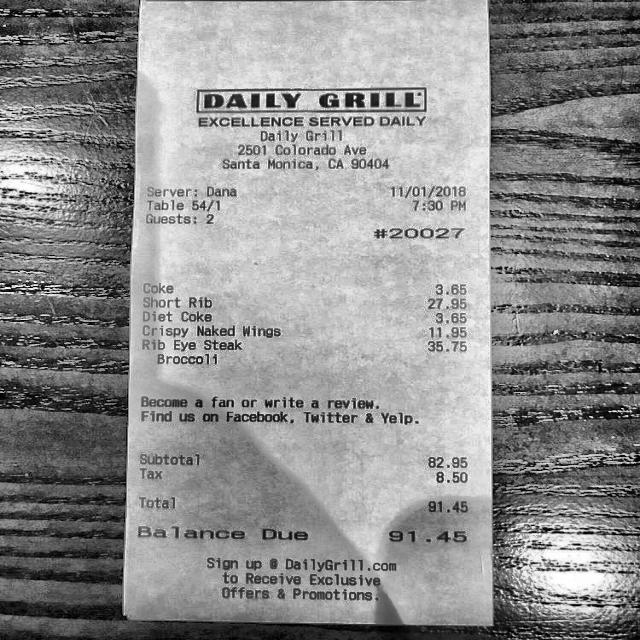 DAILY GRILL
EXCELLENCE SERVED DAILY
Daily Grill
2501 Colorado Ave
Santa Monica, CA 90404
Server: Dana 11/01/2018
Table 54/1 7:30 PM
Guests: 2
#20027
Coke 3.65
Short Rib 27.95
Diet Coke 3.65
Crispy Naked Wings 11.95
Rib Eye Steak 35.75
Broccoli
Become a fan or write a review.
Find us on Facebook, Twitter & Yelp.
Subtotal 82.95
Tax 8.50
Total 91.45
Balance Due 91.45
Sign up @ DailyGrill.com
to Receive Exclusive
Offers & Promotions.